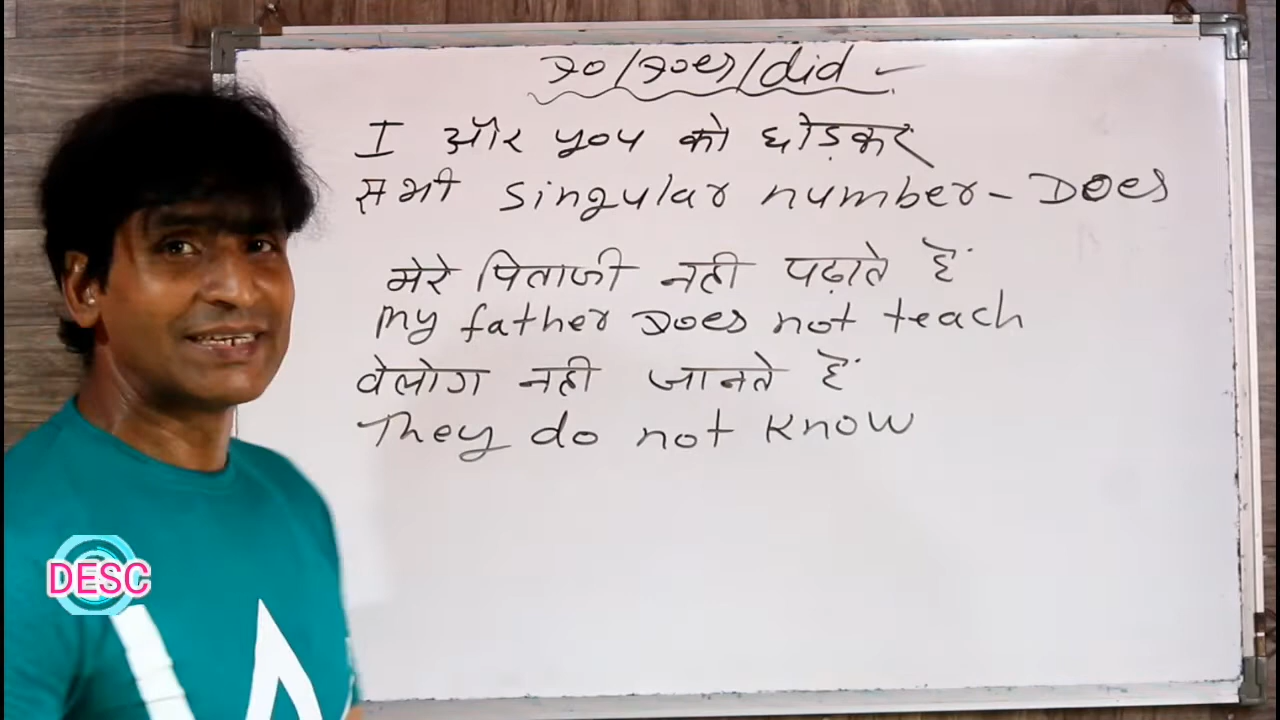 Do/Does/did
I और you को छोड़कर
सभी singular number - Does
मेरे पिताजी नही पढ़ाते हैं
My father Does not teach
वेलोग नही जानते हैं
They do not know
DESC